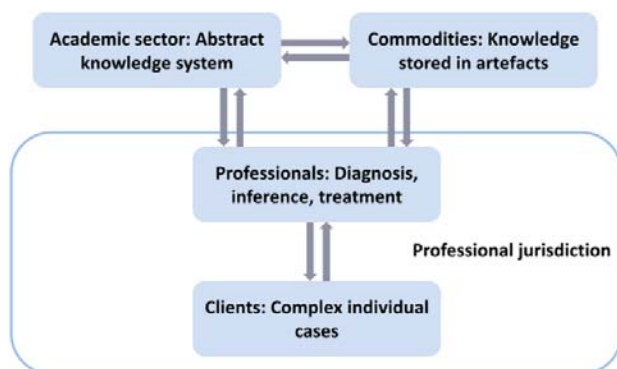 Academic sector: Abstract
knowledge system
Commodities: Knowledge
stored in artefacts
Professionals: Diagnosis,
inference, treatment
Professional jurisdiction
Clients: Complex individual
cases